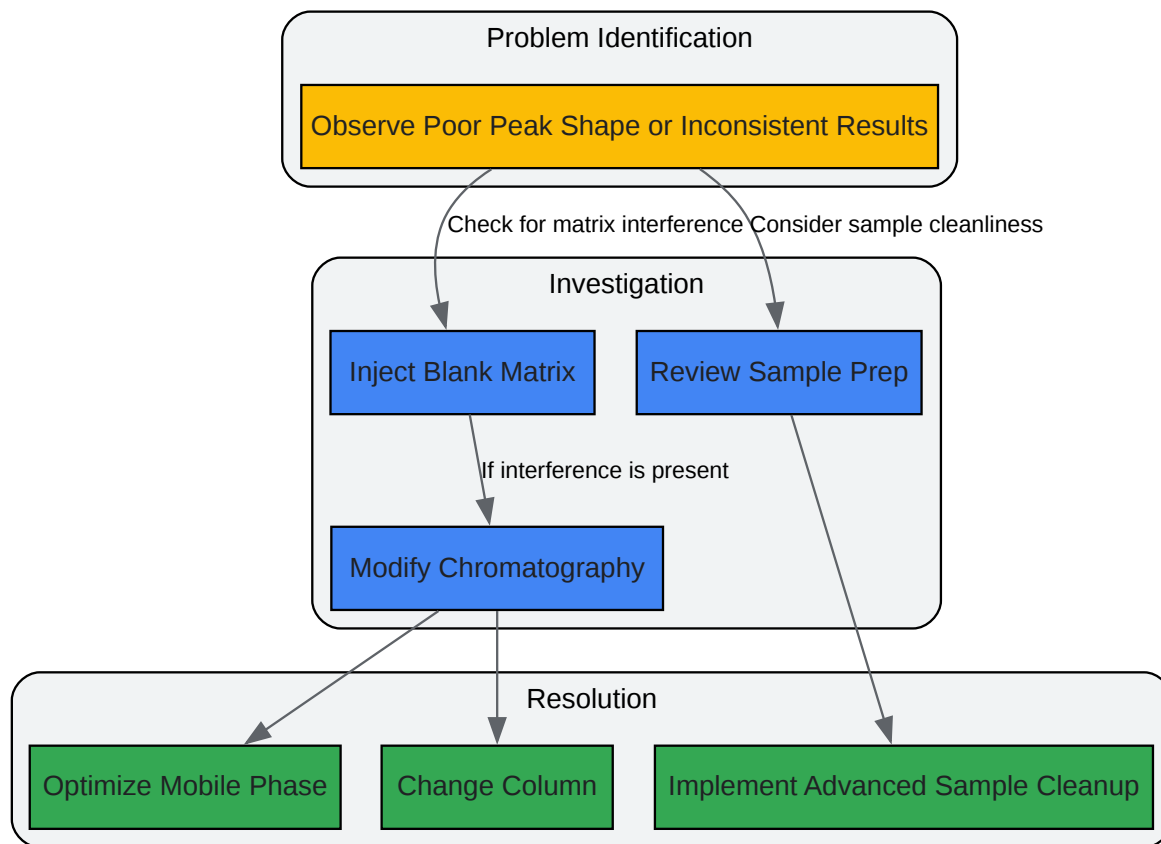 Problem Identification
Observe Poor Peak Shape or Inconsistent Results
Check for matrix interference
Consider sample cleanliness
Investigation
Inject Blank Matrix
Review Sample Prep
If interference is present
Modify Chromatography
Resolution
Optimize Mobile Phase
Change Column
Implement Advanced Sample Cleanup